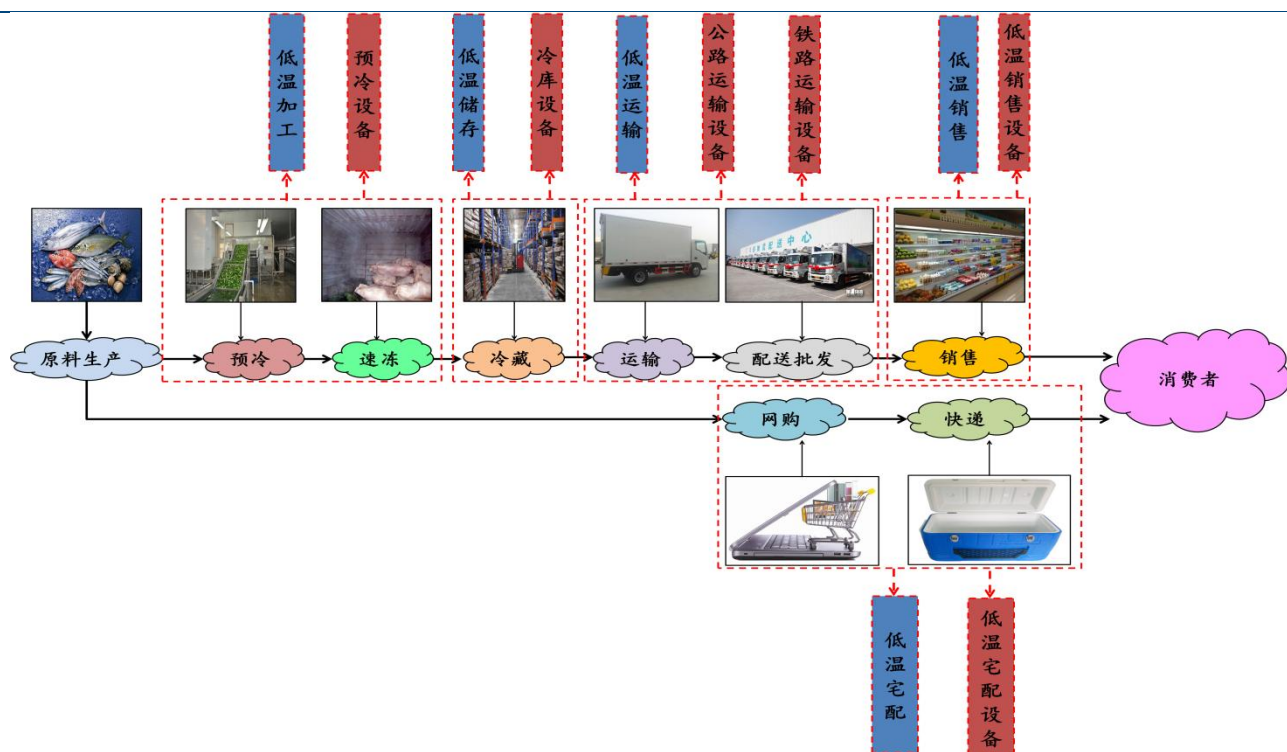 低温加工
预冷设备
低温储存
冷库设备
低温运输
公路运输设备
铁路运输设备
低温销售
低温销售设备
配送中心
原料生产
预冷
速冻
冷藏
运输
配送批发
销售
消费者
网购
快递
低温宅配
低温宅配设备